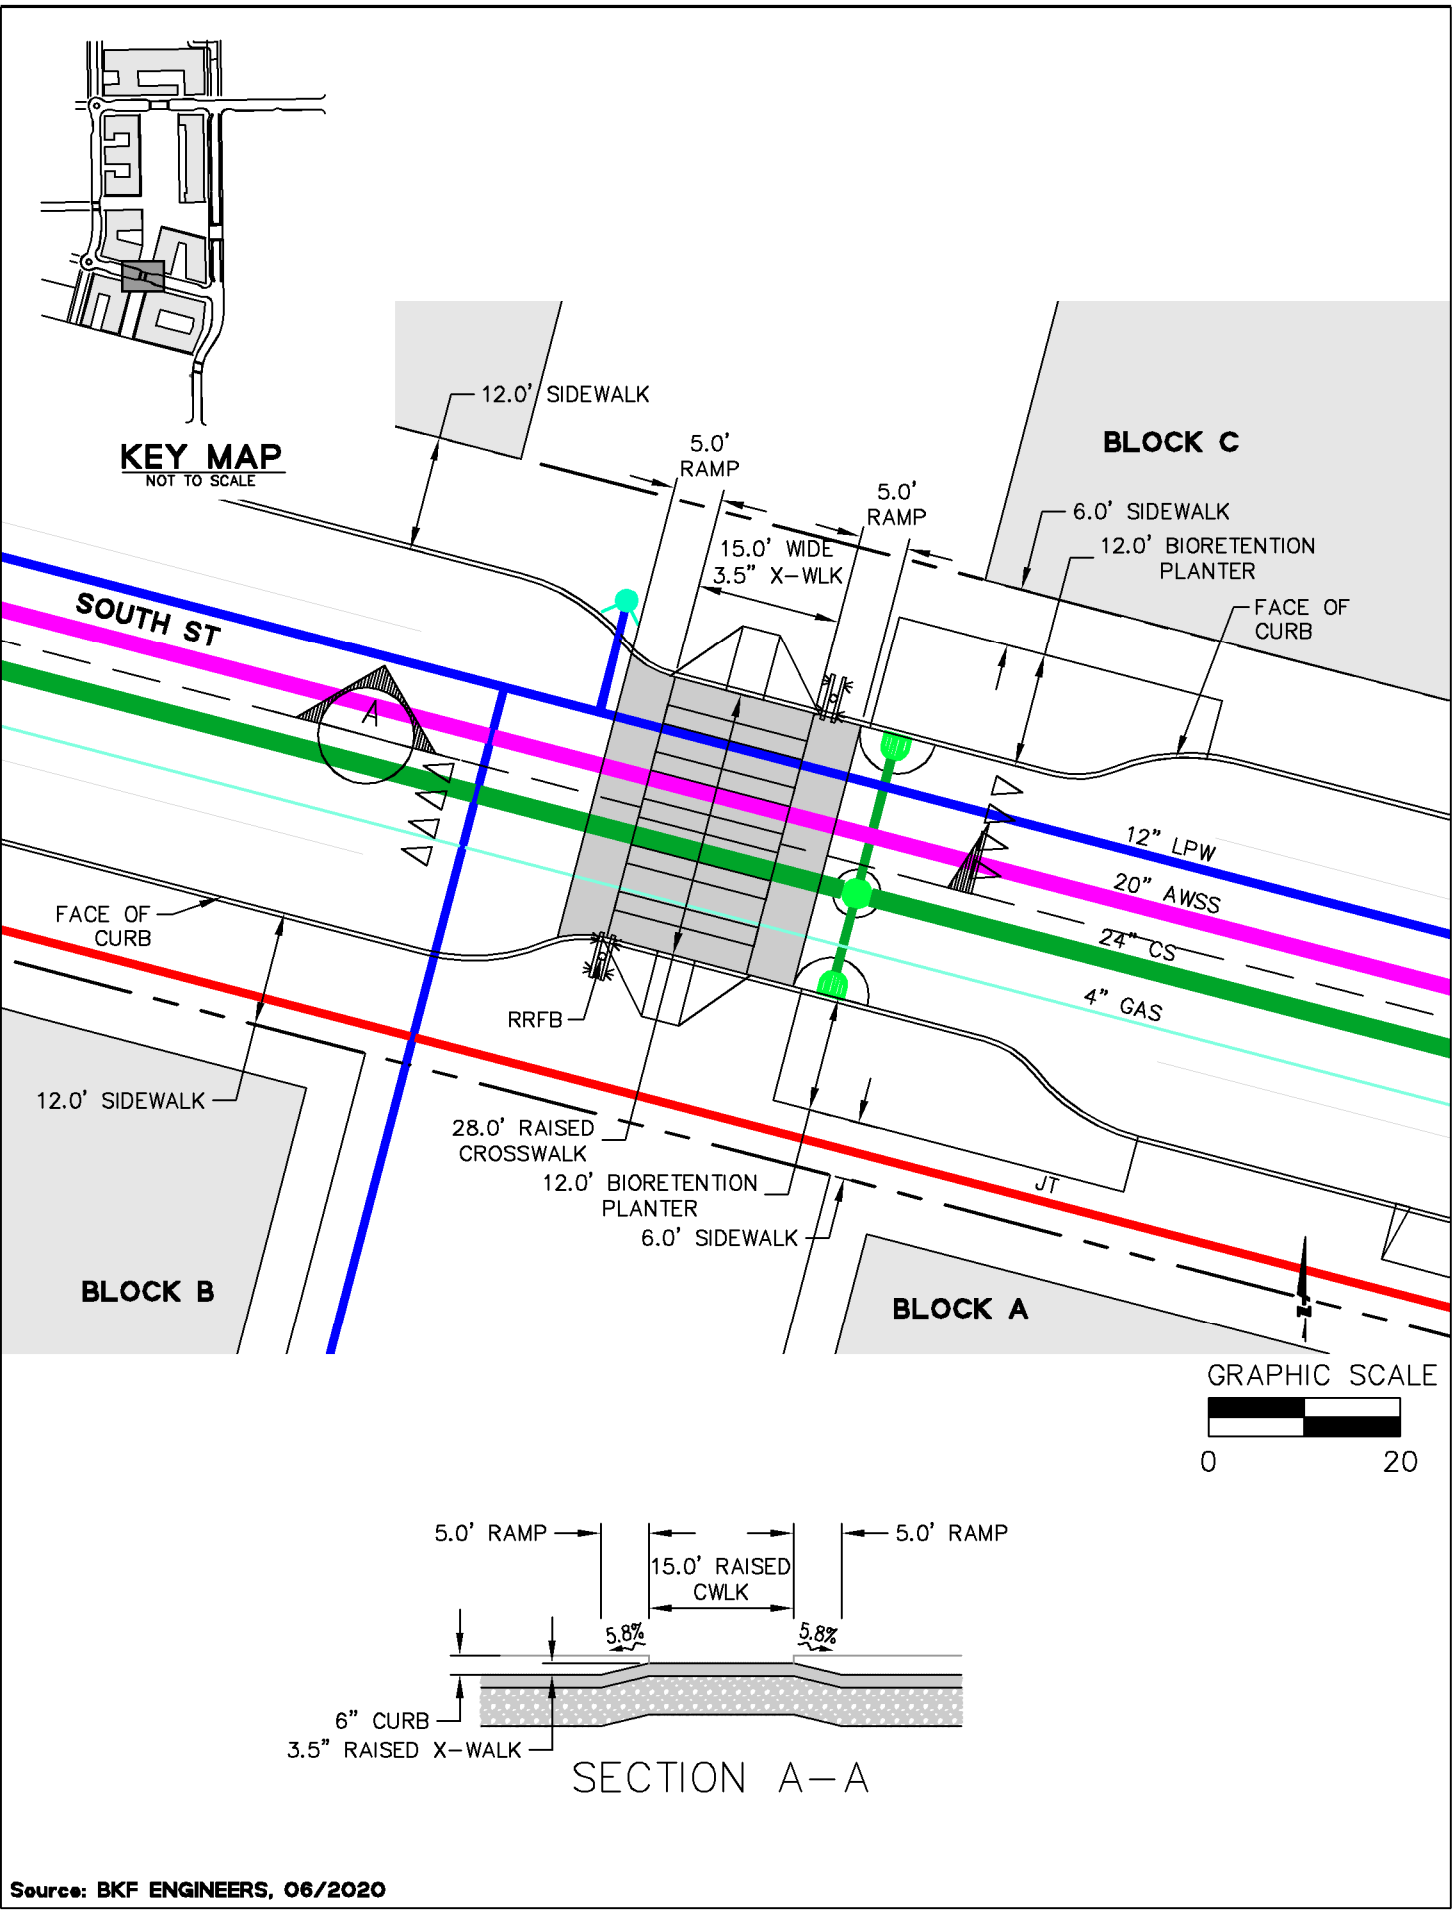 KEY MAP
NOT TO SCALE
12.0' SIDEWALK
5.0'
RAMP
5.0'
RAMP
15.0' WIDE
3.5" X-WLK
BLOCK C
6.0' SIDEWALK
12.0' BIORETENTION
PLANTER
FACE OF
CURB
SOUTH ST
A
12" LPW
20" AWSS
24" CS
4" GAS
FACE OF
CURB
RRFB
12.0' SIDEWALK
28.0' RAISED
CROSSWALK
12.0' BIORETENTION
PLANTER
6.0' SIDEWALK
JT
BLOCK B
BLOCK A
Z
GRAPHIC SCALE
0 20
5.0' RAMP
5.0' RAMP
15.0' RAISED
CWLK
5.8%
5.8%
6" CURB
3.5" RAISED X-WALK
SECTION A-A
Source: BKF ENGINEERS, 06/2020